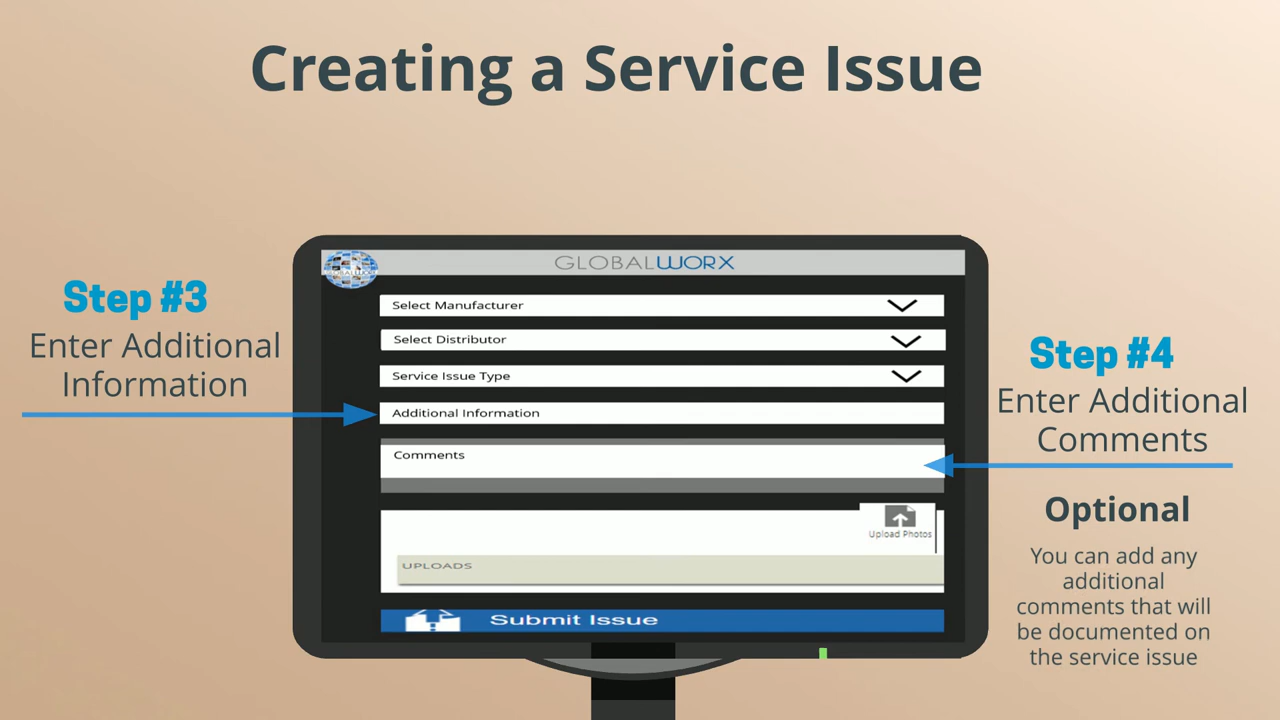 Creating a Service Issue
Step #3
Enter Additional
Information
GLOBALWORX
Select Manufacturer
Select Distributor
Service Issue Type
Additional Information
Comments
Upload Photos
UPLOADS
Submit Issue
Step #4
Enter Additional
Comments
Optional
You can add any
additional
comments that will
be documented on
the service issue